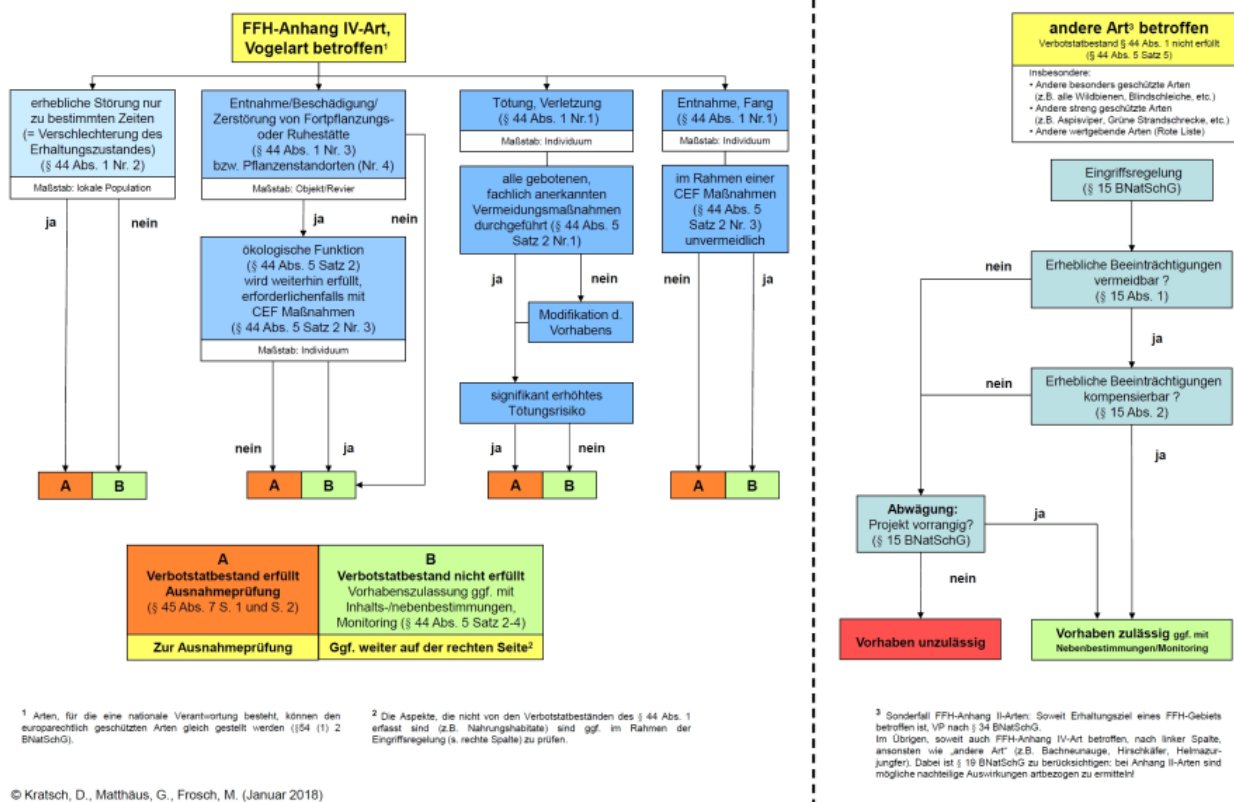 FFH-Anhang IV-Art,
Vogelart betroffen¹
erhebliche Störung nur
zu bestimmten Zeiten
(= Verschlechterung des
Erhaltungszustandes)
(§ 44 Abs. 1 Nr. 2)
Maßstab: lokale Population
ja
nein
Entnahme/Beschädigung/
Zerstörung von Fortpflanzungs-
oder Ruhestätte
(§ 44 Abs. 1 Nr. 3)
bzw. Pflanzenstandorten (Nr. 4)
Maßstab: Objekt/Revier
ja
nein
ökologische Funktion
(§ 44 Abs. 5 Satz 2)
wird weiterhin erfüllt,
erforderlichenfalls mit
CEF Maßnahmen
(§ 44 Abs. 5 Satz 2 Nr. 3)
Maßstab: Individuum
nein
ja
Tötung, Verletzung
(§ 44 Abs. 1 Nr.1)
Maßstab: Individuum
alle gebotenen,
fachlich anerkannten
Vermeidungsmaßnahmen
durchgeführt (§ 44 Abs. 5
Satz 2 Nr.1)
ja
nein
Modifikation d.
Vorhabens
signifikant erhöhtes
Tötungsrisiko
ja
nein
Entnahme, Fang
(§ 44 Abs. 1 Nr.1)
Maßstab: Individuum
im Rahmen einer
CEF Maßnahmen
(§ 44 Abs. 5
Satz 2 Nr. 3)
unvermeidlich
nein
ja
A B
A B
A B
A B
A
Verbotstatbestand erfüllt
Ausnahmeprüfung
(§ 45 Abs. 7 S. 1 und S. 2)
Zur Ausnahmeprüfung
B
Verbotstatbestand nicht erfüllt
Vorhabenszulassung ggf. mit
Inhalts-/nebenbestimmungen,
Monitoring (§ 44 Abs. 5 Satz 2-4)
Ggf. weiter auf der rechten Seite²
¹ Arten, für die eine nationale Verantwortung besteht, können den
europarechtlich geschützten Arten gleich gestellt werden (§54 (1) 2
BNatSchG).
² Die Aspekte, die nicht von den Verbotstatbeständen des § 44 Abs. 1
erfasst sind (z.B. Nahrungshabitate) sind ggf. im Rahmen der
Eingriffsregelung (s. rechte Spalte) zu prüfen.
© Kratsch, D., Matthäus, G., Frosch, M. (Januar 2018)
andere Art³ betroffen
Verbotstatbestand § 44 Abs. 1 nicht erfüllt
(§ 44 Abs. 5 Satz 5)
Insbesondere:
• Andere besonders geschützte Arten
(z.B. alle Wildbienen, Blindschleiche, etc.)
• Andere streng geschützte Arten
(z.B. Aspisviper, Grüne Strandschrecke, etc.)
• Andere wertgebende Arten (Rote Liste)
Eingriffsregelung
(§ 15 BNatSchG)
nein
Erhebliche Beeinträchtigungen
vermeidbar ?
(§ 15 Abs. 1)
ja
nein
Erhebliche Beeinträchtigungen
kompensierbar ?
(§ 15 Abs. 2)
ja
Abwägung:
Projekt vorrangig?
(§ 15 BNatSchG)
ja
nein
Vorhaben unzulässig
Vorhaben zulässig ggf. mit
Nebenbestimmungen/Monitoring
³ Sonderfall FFH-Anhang II-Arten: Soweit Erhaltungsziel eines FFH-Gebiets
betroffen ist, VP nach § 34 BNatSchG.
Im Übrigen, soweit auch FFH-Anhang IV-Art betroffen, nach linker Spalte,
ansonsten wie „andere Art" (z.B. Bachneunauge, Hirschkäfer, Helmazur-
jungfer). Dabei ist § 19 BNatSchG zu berücksichtigen: bei Anhang II-Arten sind
mögliche nachteilige Auswirkungen artbezogen zu ermitteln!